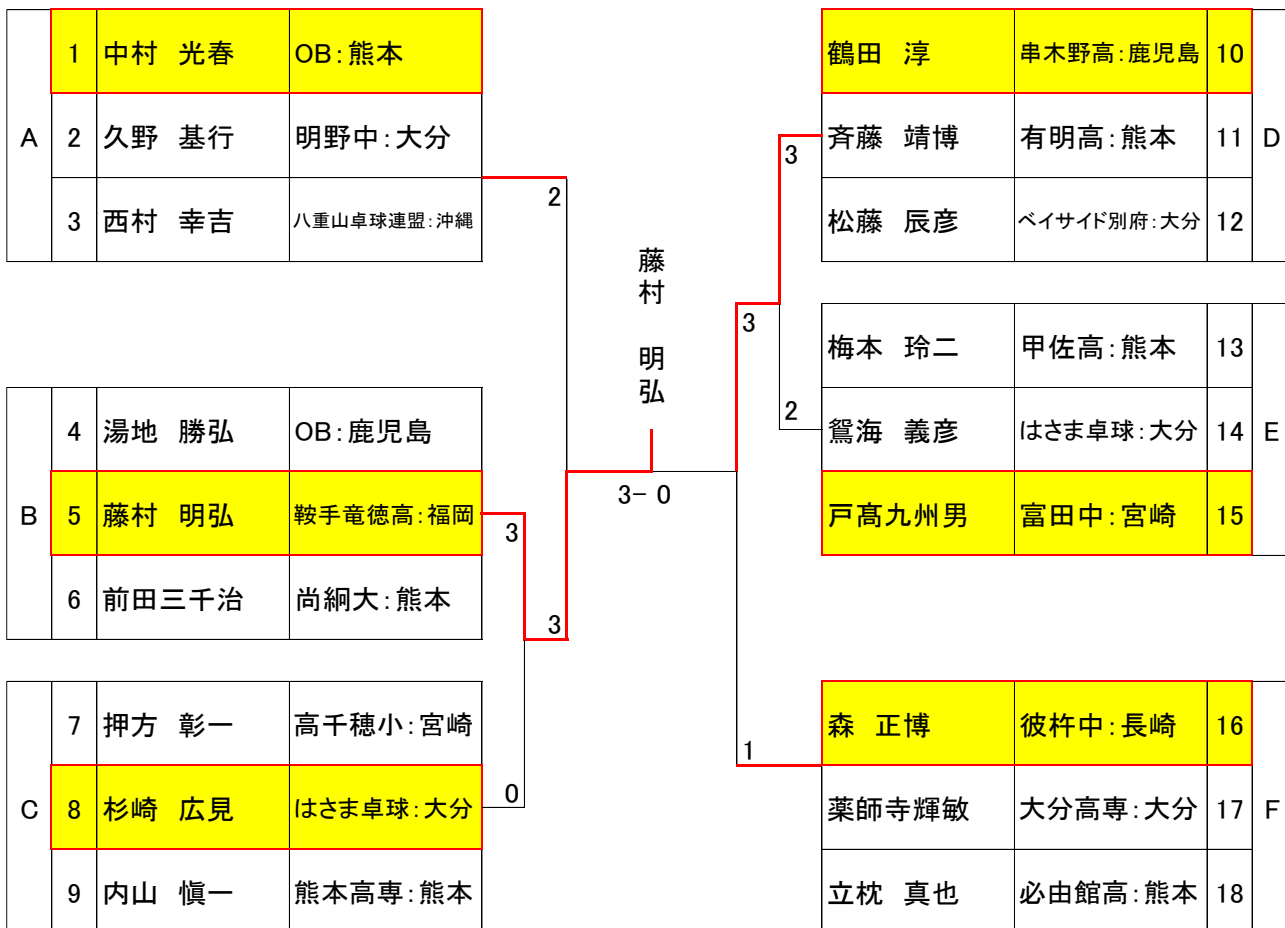 A
1 中村 光春 OB:熊本
2 久野 基行 明野中:大分
3 西村 幸吉 八重山卓球連盟:沖縄
2
B
4 湯地 勝弘 OB:鹿児島
5 藤村 明弘 鞍手竜徳高:福岡
6 前田三千治 尚絅大:熊本
3
3
C
7 押方 彰一 高千穂小:宮崎
8 杉崎 広見 はさま卓球:大分
9 内山 愼一 熊本高専:熊本
0
藤村 明弘
3-0
鶴田 淳 串木野高:鹿児島 10
斉藤 靖博 有明高:熊本 11
松藤 辰彦 ベイサイド別府:大分 12
D
3
3
梅本 玲二 甲佐高:熊本 13
鴛海 義彦 はさま卓球:大分 14
戸髙九州男 富田中:宮崎 15
E
2
森 正博 彼杵中:長崎 16
薬師寺輝敏 大分高専:大分 17
立枕 真也 必由館高:熊本 18
F
1